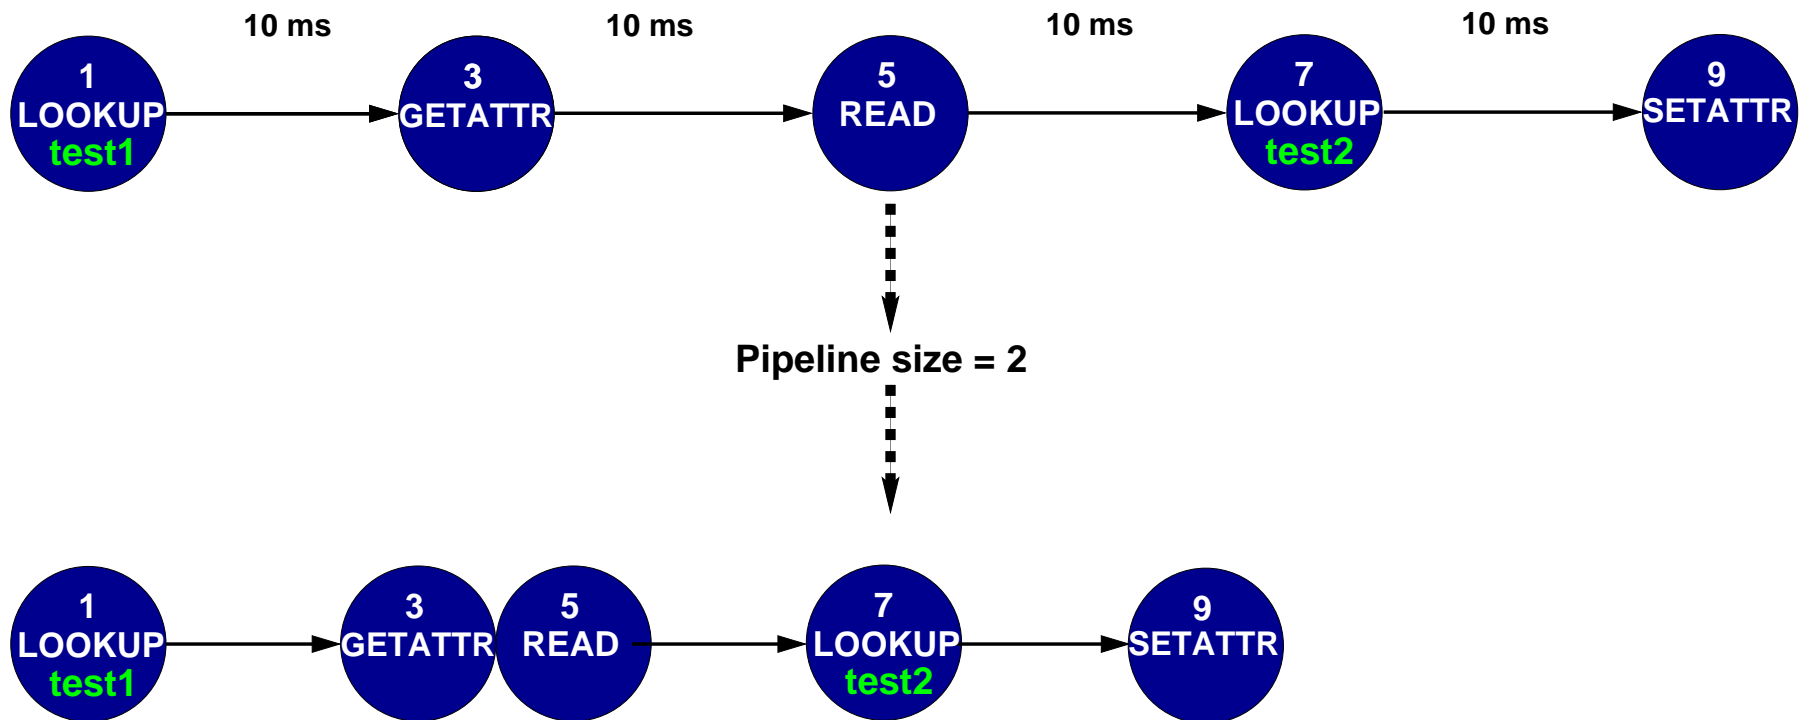 10 ms
10 ms
10 ms
10 ms
1
LOOKUP
test1
3
GETATTR
5
READ
7
LOOKUP
test2
9
SETATTR
Pipeline size = 2
1
LOOKUP
test1
3
GETATTR
5
READ
7
LOOKUP
test2
9
SETATTR